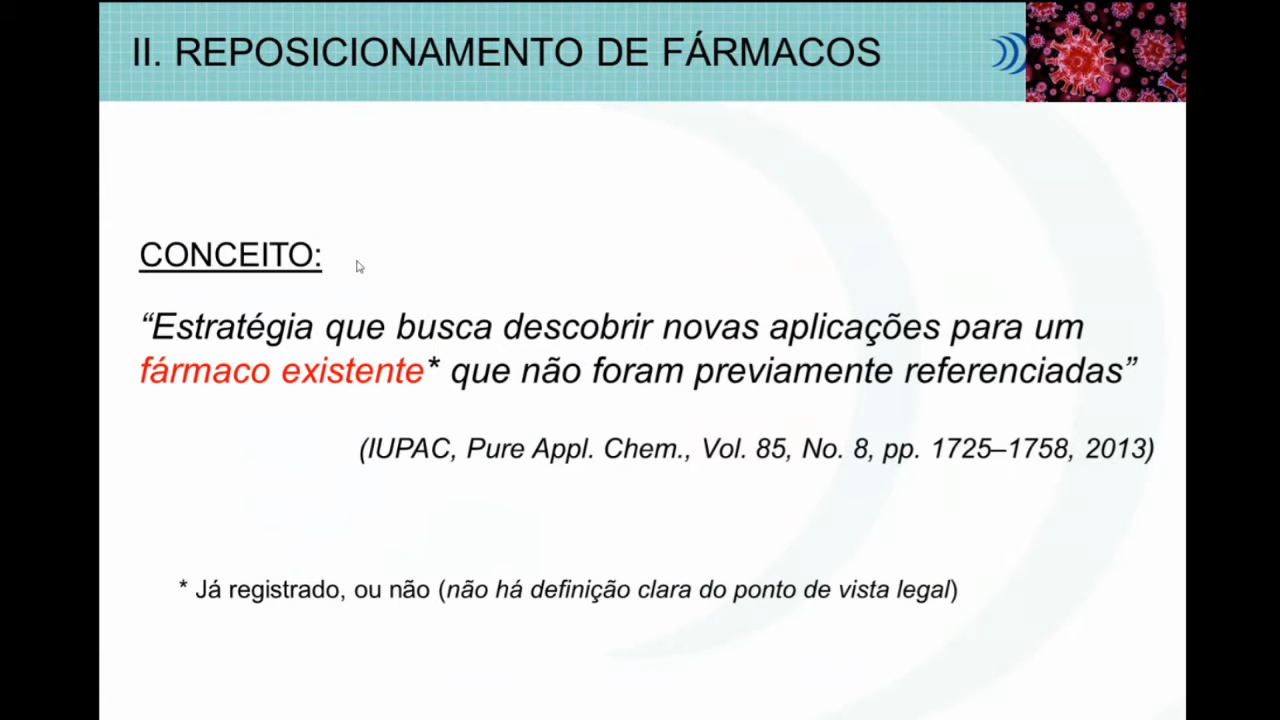 II. REPOSICIONAMENTO DE FÁRMACOS
CONCEITO:
“Estratégia que busca descobrir novas aplicações para um
fármaco existente* que não foram previamente referenciadas”
(IUPAC, Pure Appl. Chem., Vol. 85, No. 8, pp. 1725–1758, 2013)
* Já registrado, ou não (não há definição clara do ponto de vista legal)